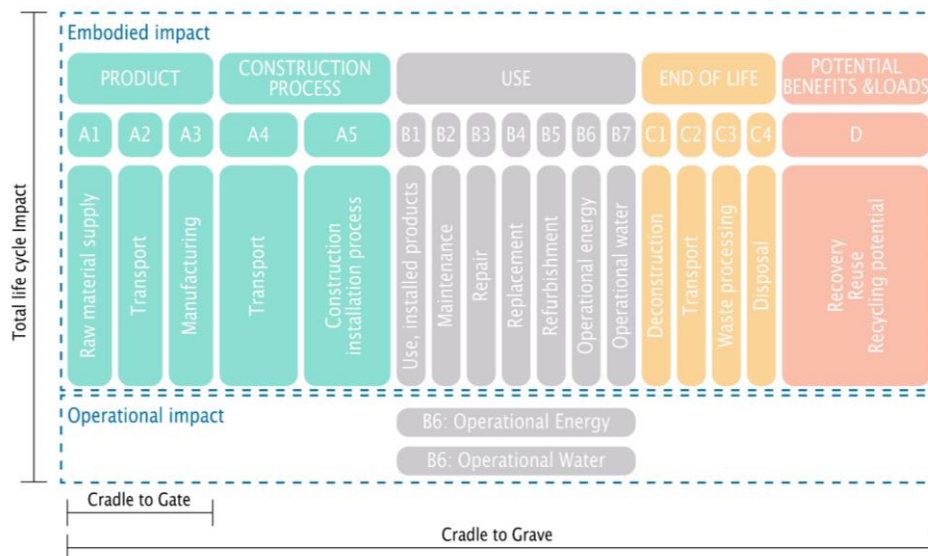 Embodied impact
PRODUCT
CONSTRUCTION
PROCESS
USE
END OF LIFE
POTENTIAL
BENEFITS &LOADS
A1
A2
A3
A4
A5
B1
B2
B3
B4
B5
B6
B7
C1
C2
C3
C4
D
Raw material supply
Transport
Manufacturing
Transport
Construction
installation process
Use, installed products
Maintenance
Repair
Replacement
Refurbishment
Operational energy
Operational water
Deconstruction
Transport
Waste processing
Disposal
Recovery
Reuse
Recycling potential
Total life cycle Impact
Operational impact
B6: Operational Energy
B6: Operational Water
Cradle to Gate
Cradle to Grave